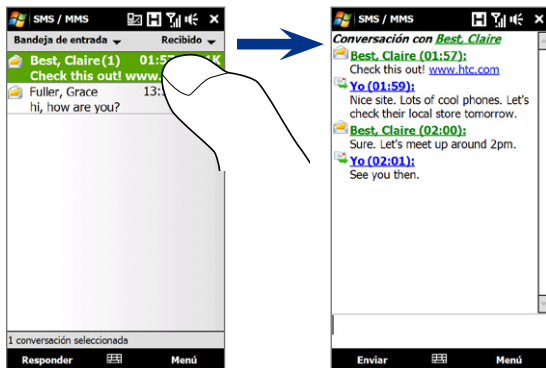 SMS / MMS
Bandeja de entrada
Recibido
Best, Claire (1)
Check this out! www.
Fuller, Grace
hi, how are you?
1 conversación seleccionada
Responder
Menú
SMS / MMS
Conversación con Best, Claire
Best, Claire (01:57):
Check this out! www.htc.com
Yo (01:59):
Nice site. Lots of cool phones. Let's
check their local store tomorrow.
Best, Claire (02:00):
Sure. Let's meet up around 2pm.
Yo (02:01):
See you then.
Enviar
Menú